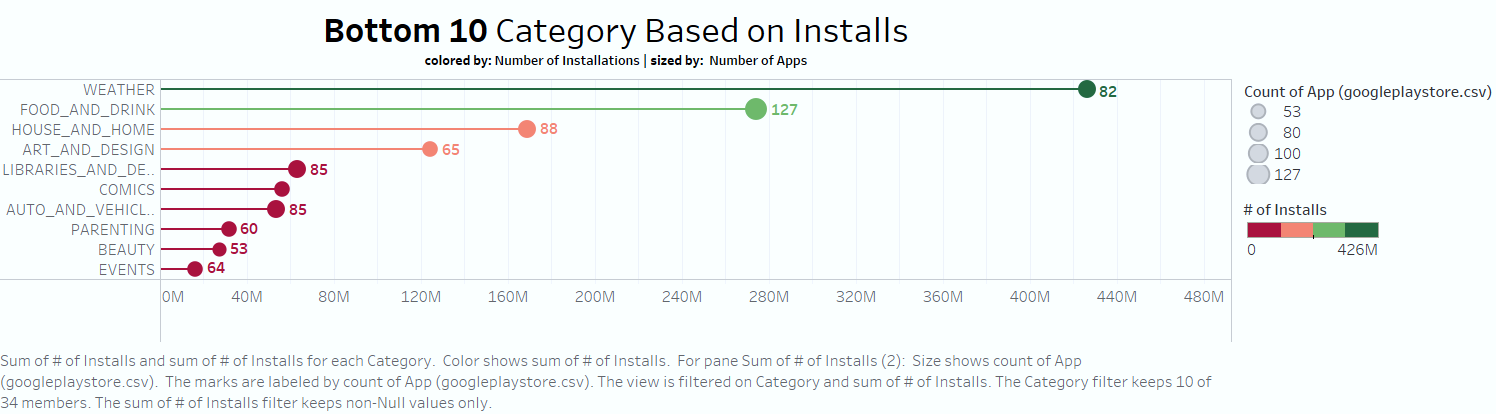 Bottom 10 Category Based on Installs
colored by: Number of Installations | sized by: Number of Apps
WEATHER 82
FOOD_AND_DRINK 127
HOUSE_AND_HOME 88
ART_AND_DESIGN 65
LIBRARIES_AND_DE.. 85
COMICS
AUTO_AND_VEHICL.. 85
PARENTING 60
BEAUTY 53
EVENTS 64
0M 40M 80M 120M 160M 200M 240M 280M 320M 360M 400M 440M 480M
Count of App (googleplaystore.csv)
53
80
100
127
# of Installs
0 426M
Sum of # of Installs and sum of # of Installs for each Category. Color shows sum of # of Installs. For pane Sum of # of Installs (2): Size shows count of App
(googleplaystore.csv). The marks are labeled by count of App (googleplaystore.csv). The view is filtered on Category and sum of # of Installs. The Category filter keeps 10 of
34 members. The sum of # of Installs filter keeps non-Null values only.